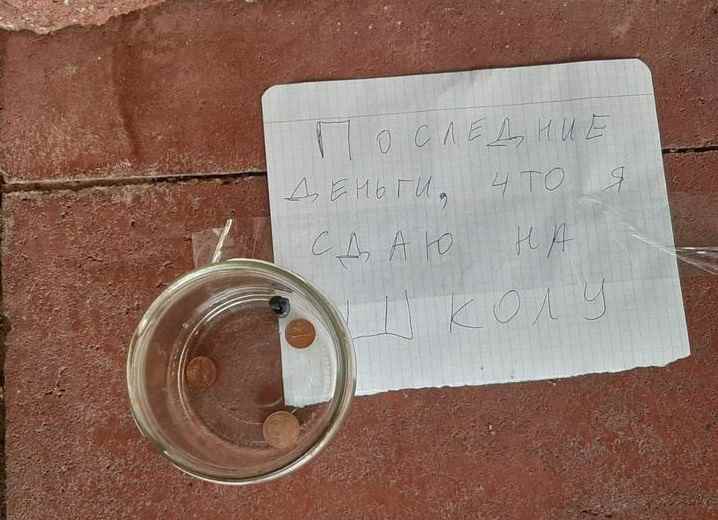 ПОСЛЕДНИЕ
ДЕНЬГИ, ЧТО Я
СДАЮ НА
ШКОЛУ